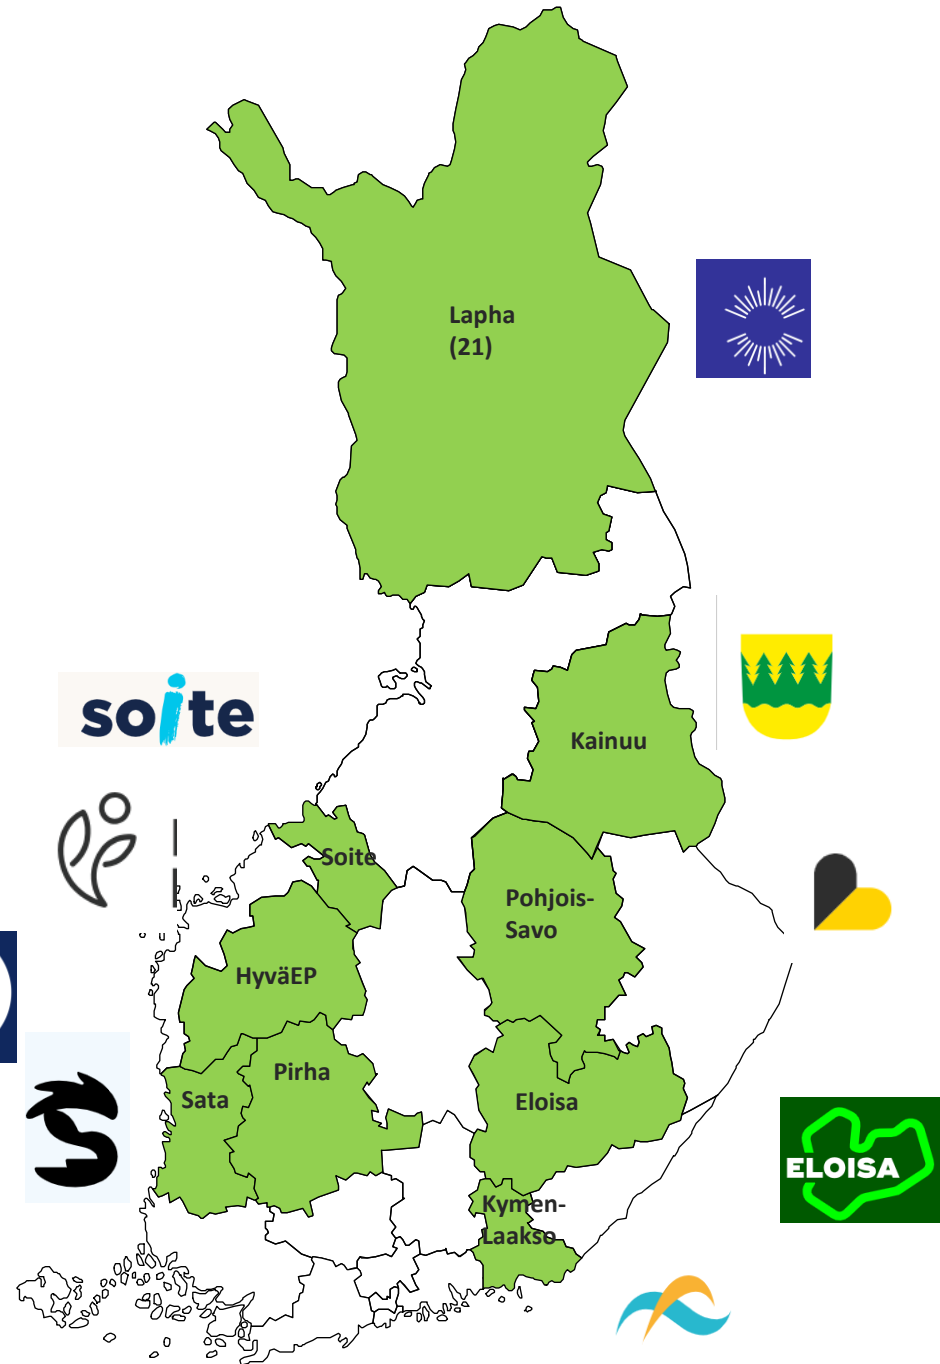 Lapha
(21)
soite
Kainuu
Soite
Pohjois-
Savo
HyväEP
Pirha
Sata
Eloisa
ELOISA
Kymen-
Laakso